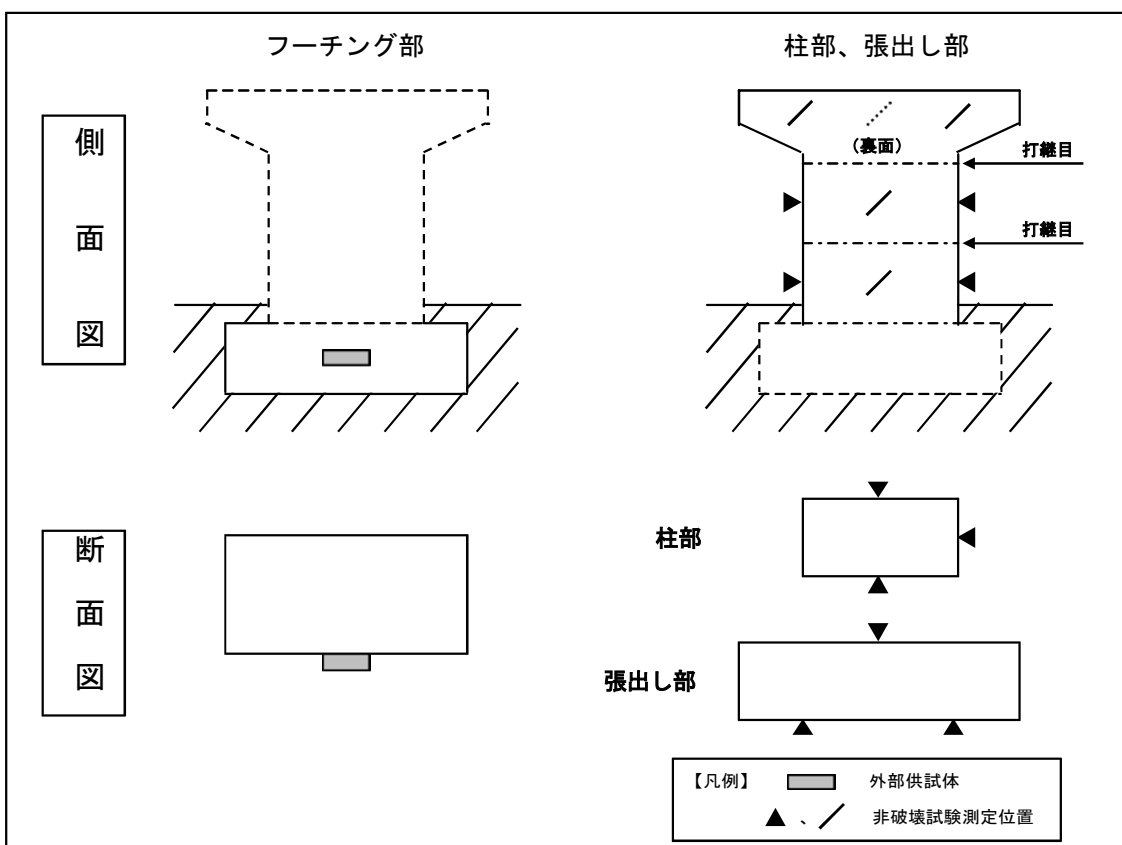 フーチング部
柱部、張出し部
側面図
(裏面)
打継目
打継目
断面図
柱部
張出し部
【凡例】 外部供試体
、 非破壊試験測定位置